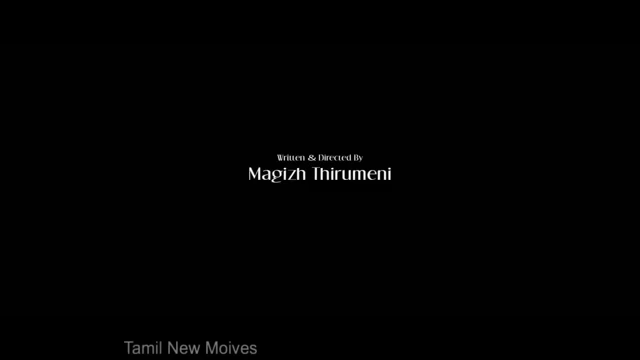 Written & Directed By
Magizh Thirumeni
Tamil New Moives